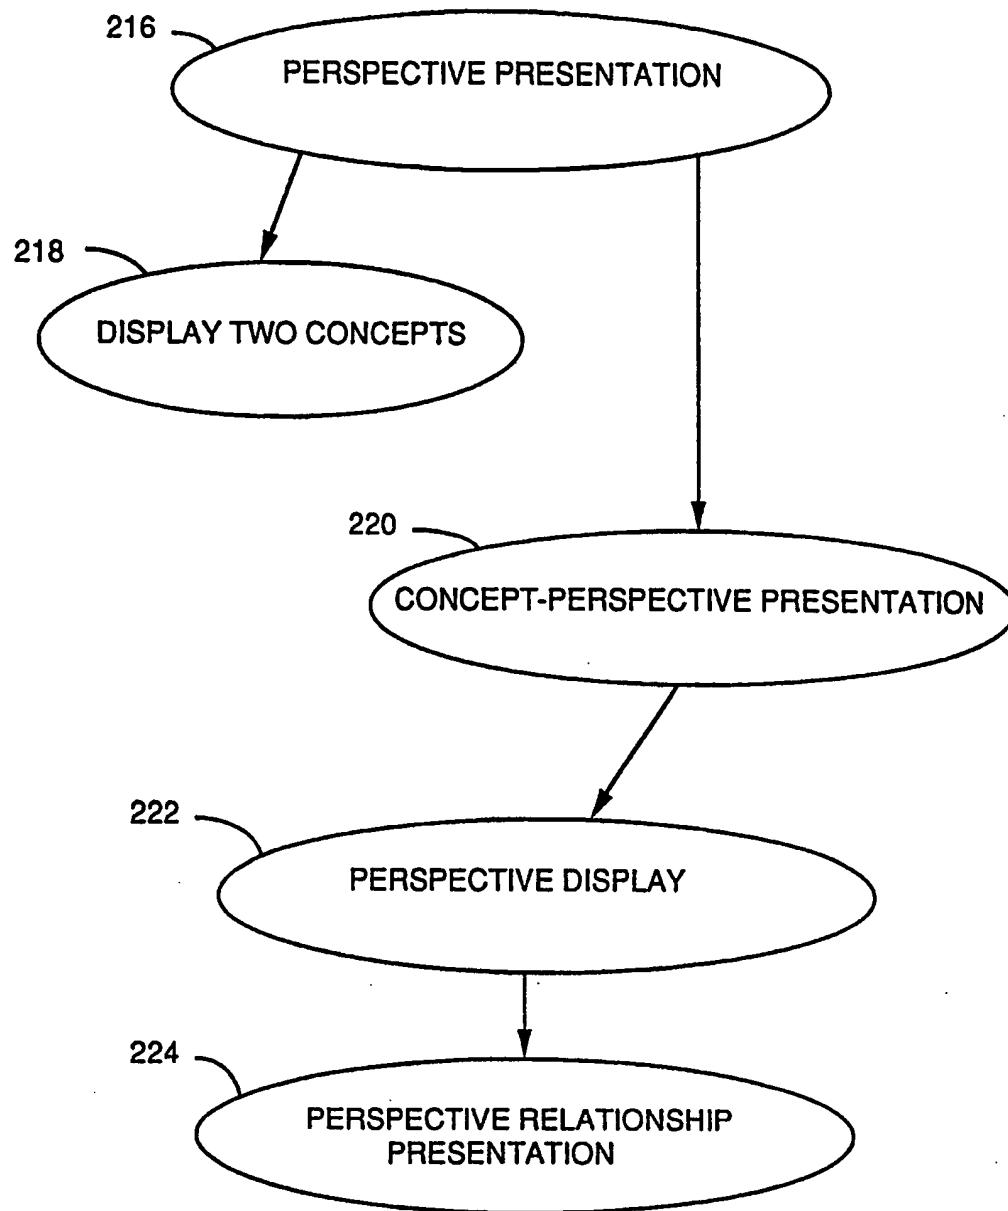 216
PERSPECTIVE PRESENTATION
218
DISPLAY TWO CONCEPTS
220
CONCEPT-PERSPECTIVE PRESENTATION
222
PERSPECTIVE DISPLAY
224
PERSPECTIVE RELATIONSHIP
PRESENTATION